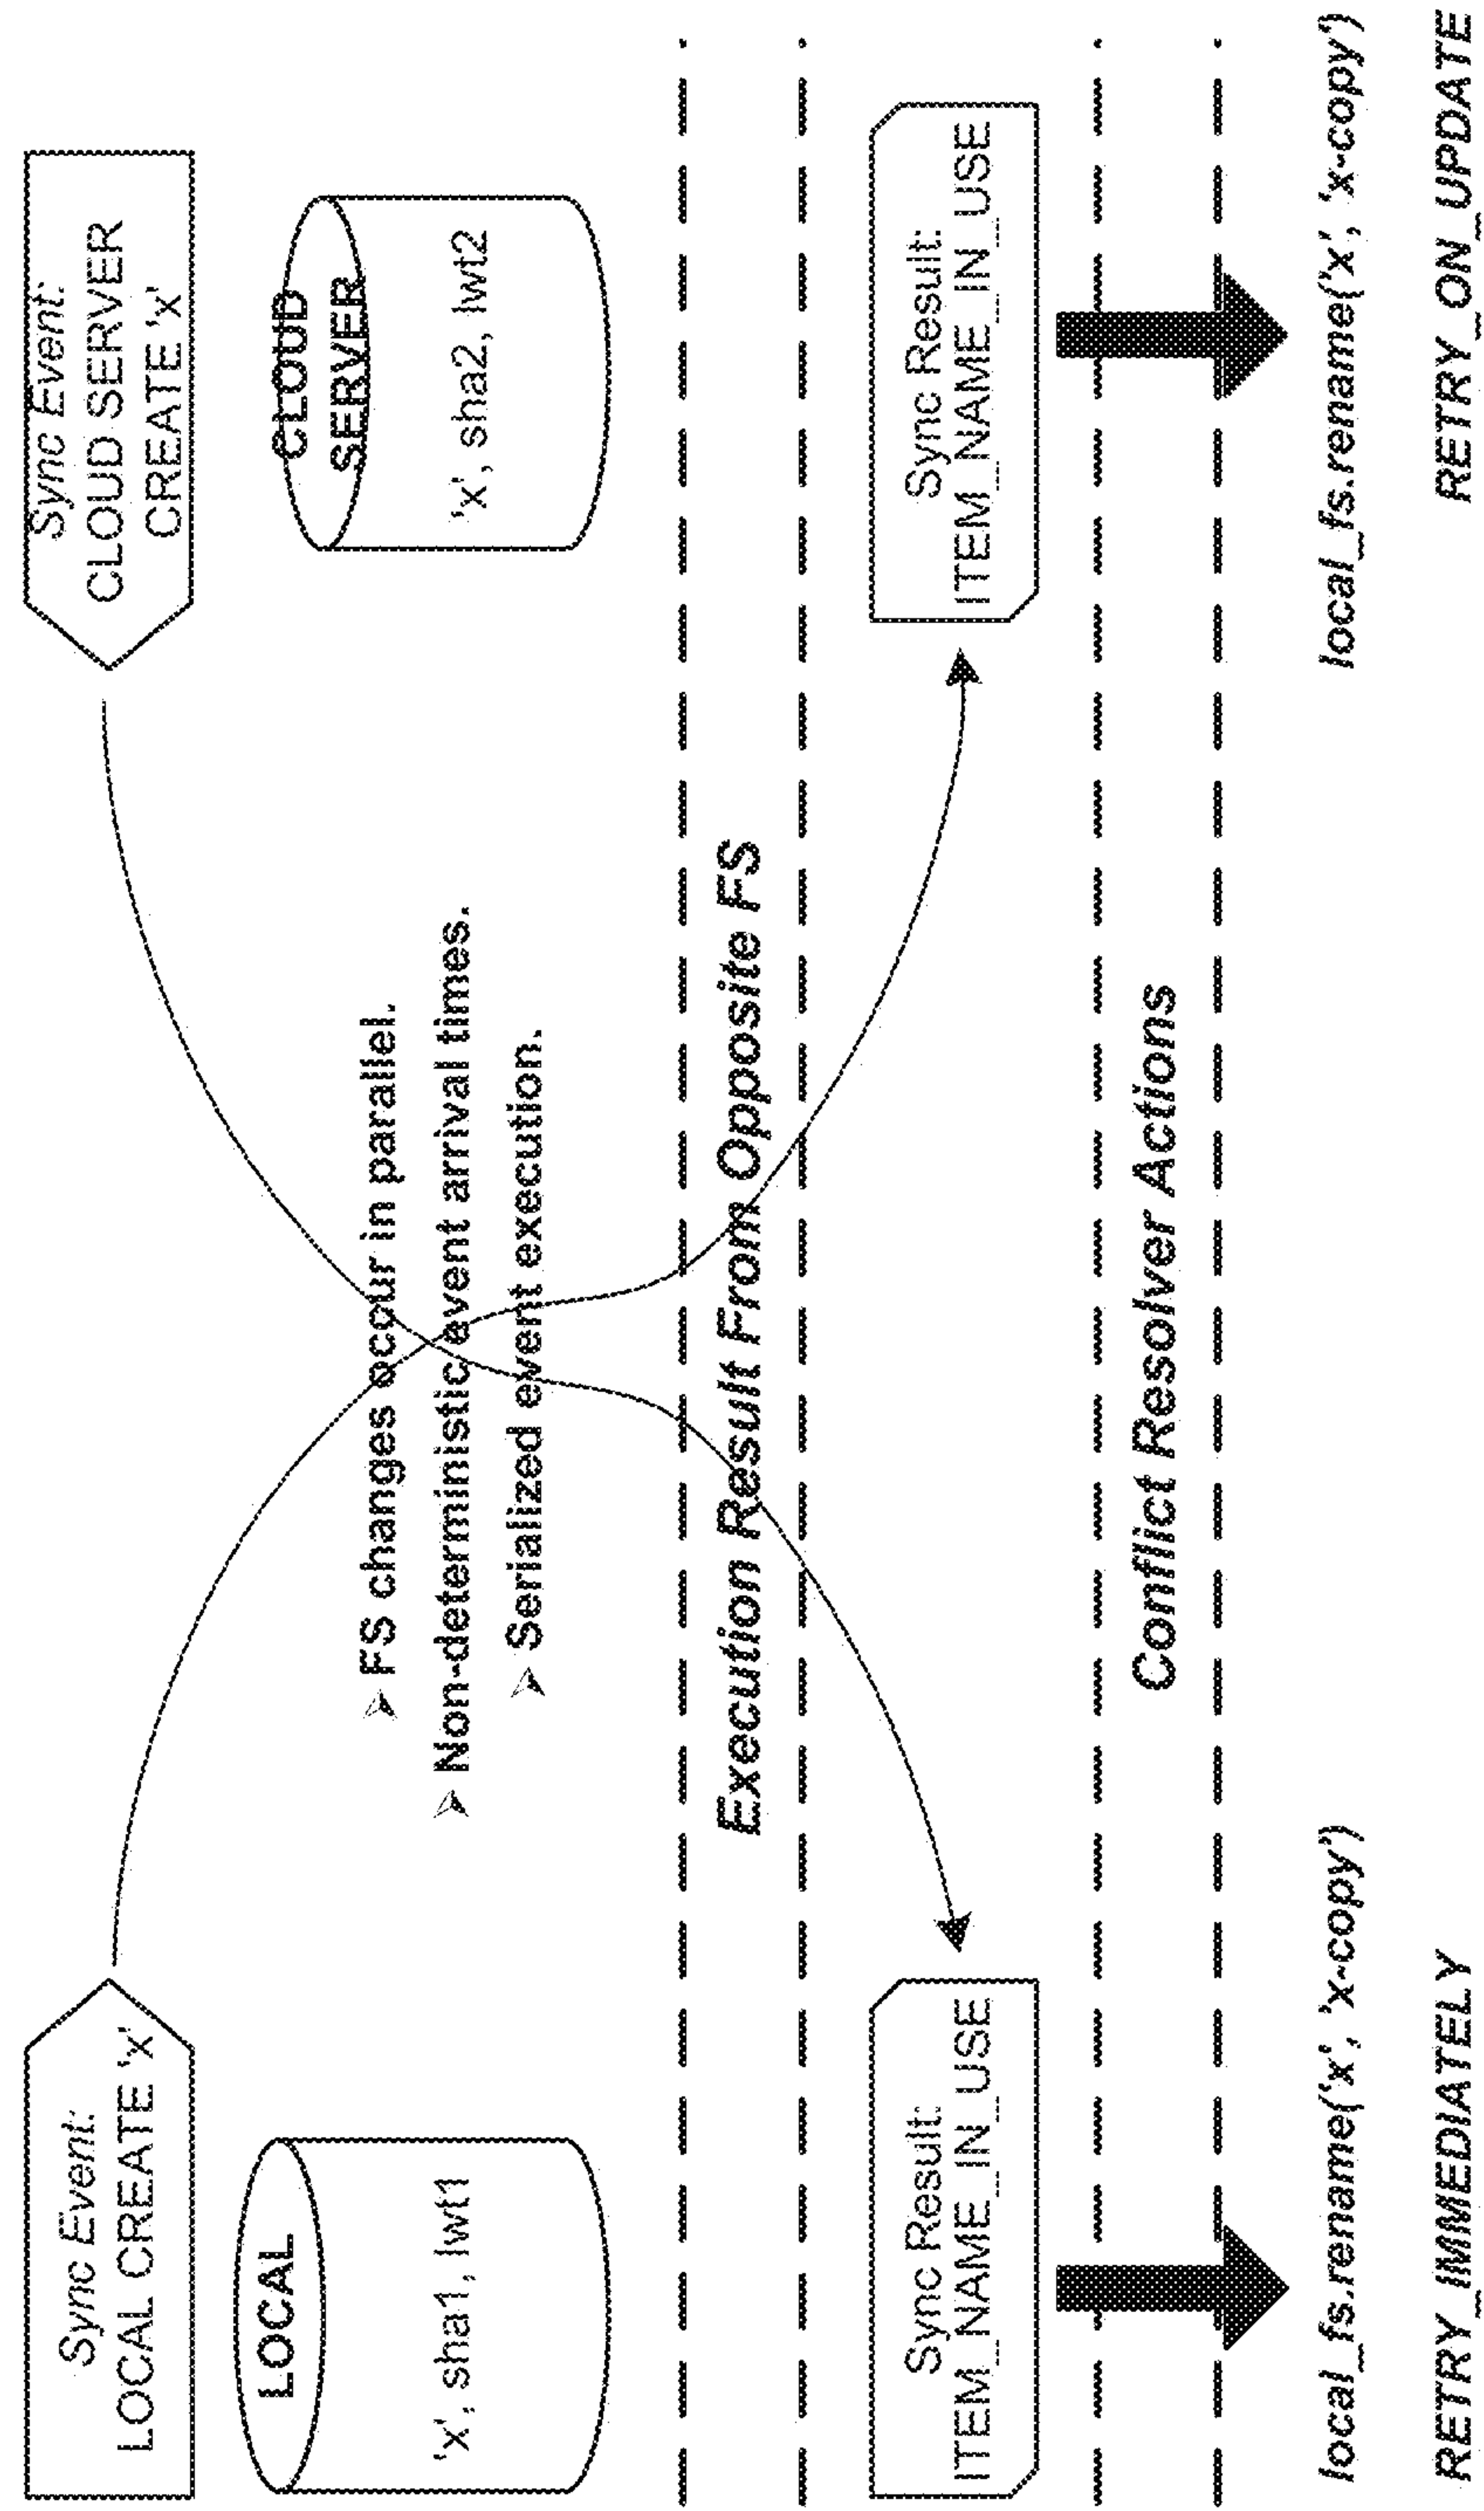 Sync Event:
LOCAL CREATE 'x'
Sync Event:
CLOUD SERVER
CREATE 'x'
LOCAL
'x', sha1, lwt1
CLOUD
SERVER
'x', sha2, lwt2
➢ FS changes occur in parallel.
➢ Non-deterministic event arrival times.
➢ Serialized event execution.
Execution Result From Opposite FS
Sync Result:
ITEM_NAME_IN_USE
Sync Result:
ITEM_NAME_IN_USE
Conflict Resolver Actions
local_fs.rename('x', 'x-copy')
RETRY_IMMEDIATELY
local_fs.rename('x', 'x-copy')
RETRY_ON_UPDATE